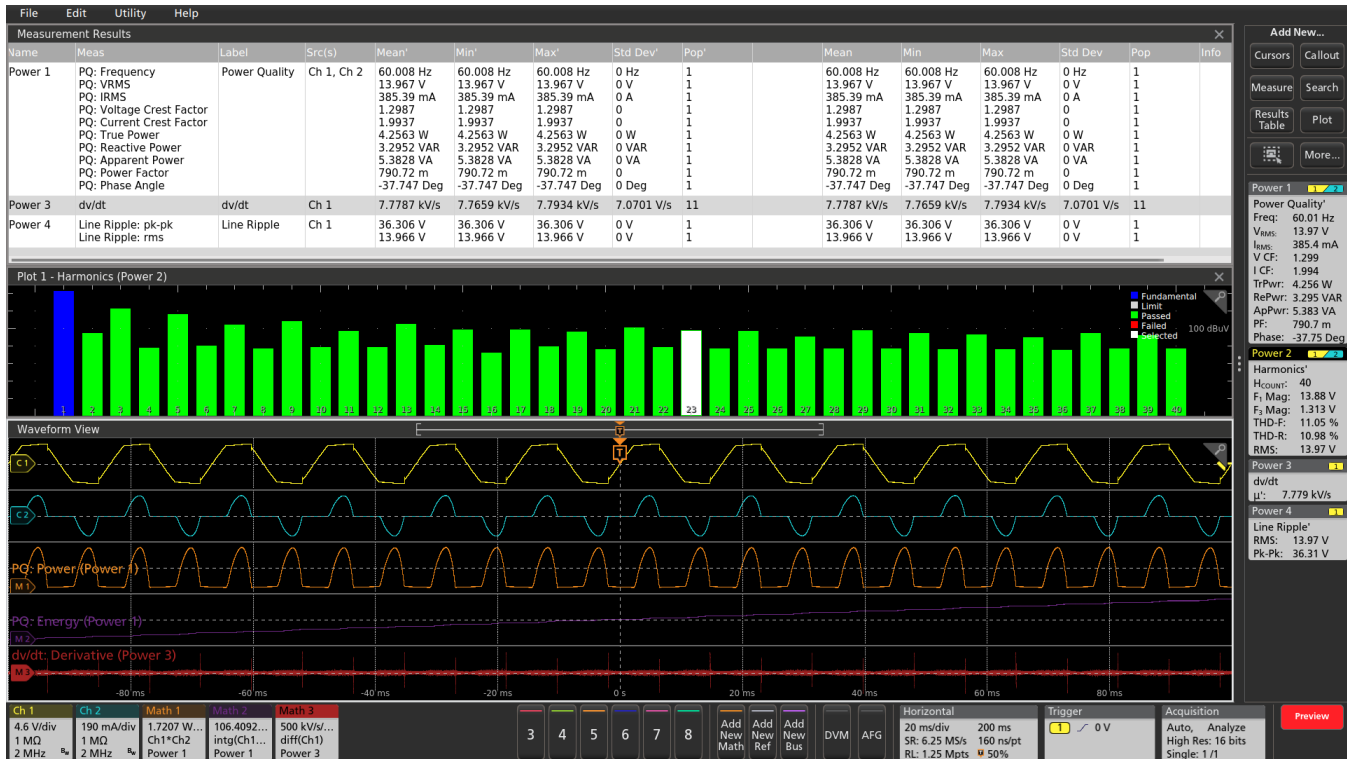 File Edit Utility Help
Measurement Results
Name Meas Label Src(s) Mean' Min' Max' Std Dev' Pop' Mean Min Max Std Dev Pop Info
Power 1 PQ: Frequency Power Quality Ch 1, Ch 2 60.008 Hz 60.008 Hz 60.008 Hz 0 Hz 1 60.008 Hz 60.008 Hz 60.008 Hz 0 Hz 1
PQ: VRMS 13.967 V 13.967 V 13.967 V 0 V 1 13.967 V 13.967 V 13.967 V 0 V 1
PQ: IRMS 385.39 mA 385.39 mA 385.39 mA 0 A 1 385.39 mA 385.39 mA 385.39 mA 0 A 1
PQ: Voltage Crest Factor 1.2987 1.2987 1.2987 0 1 1.2987 1.2987 1.2987 0 1
PQ: Current Crest Factor 1.9937 1.9937 1.9937 0 1 1.9937 1.9937 1.9937 0 1
PQ: True Power 4.2563 W 4.2563 W 4.2563 W 0 W 1 4.2563 W 4.2563 W 4.2563 W 0 W 1
PQ: Reactive Power 3.2952 VAR 3.2952 VAR 3.2952 VAR 0 VAR 1 3.2952 VAR 3.2952 VAR 3.2952 VAR 0 VAR 1
PQ: Apparent Power 5.3828 VA 5.3828 VA 5.3828 VA 0 VA 1 5.3828 VA 5.3828 VA 5.3828 VA 0 VA 1
PQ: Power Factor 790.72 m 790.72 m 790.72 m 0 1 790.72 m 790.72 m 790.72 m 0 1
PQ: Phase Angle -37.747 Deg -37.747 Deg -37.747 Deg 0 Deg 1 -37.747 Deg -37.747 Deg -37.747 Deg 0 Deg 1
Power 3 dv/dt dv/dt Ch 1 7.7787 kV/s 7.7659 kV/s 7.7934 kV/s 7.0701 V/s 11 7.7787 kV/s 7.7659 kV/s 7.7934 kV/s 7.0701 V/s 11
Power 4 Line Ripple: pk-pk Line Ripple Ch 1 36.306 V 36.306 V 36.306 V 0 V 1 36.306 V 36.306 V 36.306 V 0 V 1
Line Ripple: rms 13.966 V 13.966 V 13.966 V 0 V 1 13.966 V 13.966 V 13.966 V 0 V 1
Plot 1 - Harmonics (Power 2)
Fundamental
Limit
Passed
Failed
Selected
100 dBuV
1 2 3 4 5 6 7 8 9 10 11 12 13 14 15 16 17 18 19 20 21 22 23 24 25 26 27 28 29 30 31 32 33 34 35 36 37 38 39 40
Waveform View
T
T
C 1
C 2
PQ: Power (Power 1)
M 1
PQ: Energy (Power 1)
M 2
dv/dt: Derivative (Power 3)
M 3
-80 ms -60 ms -40 ms -20 ms 0 s 20 ms 40 ms 60 ms 80 ms
Add New...
Cursors Callout
Measure Search
Results Table Plot
More...
Power 1 1 2
Power Quality'
Freq: 60.01 Hz
VRMS: 13.97 V
IRMS: 385.4 mA
V CF: 1.299
I CF: 1.994
TrPwr: 4.256 W
RePwr: 3.295 VAR
ApPwr: 5.383 VA
PF: 790.7 m
Phase: -37.75 Deg
Power 2 1 2
Harmonics'
HCOUNT: 40
F₁ Mag: 13.88 V
F₃ Mag: 1.313 V
THD-F: 11.05 %
THD-R: 10.98 %
RMS: 13.97 V
Power 3 1
dv/dt
µ': 7.779 kV/s
Power 4 1
Line Ripple'
RMS: 13.97 V
Pk-Pk: 36.31 V
Ch 1
4.6 V/div
1 MΩ
2 MHz Bw
Ch 2
190 mA/div
1 MΩ
2 MHz Bw
Math 1
1.7207 W...
Ch1*Ch2
Power 1
Math 2
106.4092...
intg(Ch1...
Power 1
Math 3
500 kV/s/...
diff(Ch1)
Power 3
3 4 5 6 7 8
Add New Math
Add New Ref
Add New Bus
DVM AFG
Horizontal
20 ms/div 200 ms
SR: 6.25 MS/s 160 ns/pt
RL: 1.25 Mpts 50%
Trigger
1 0 V
Acquisition
Auto, Analyze
High Res: 16 bits
Single: 1 /1
Preview